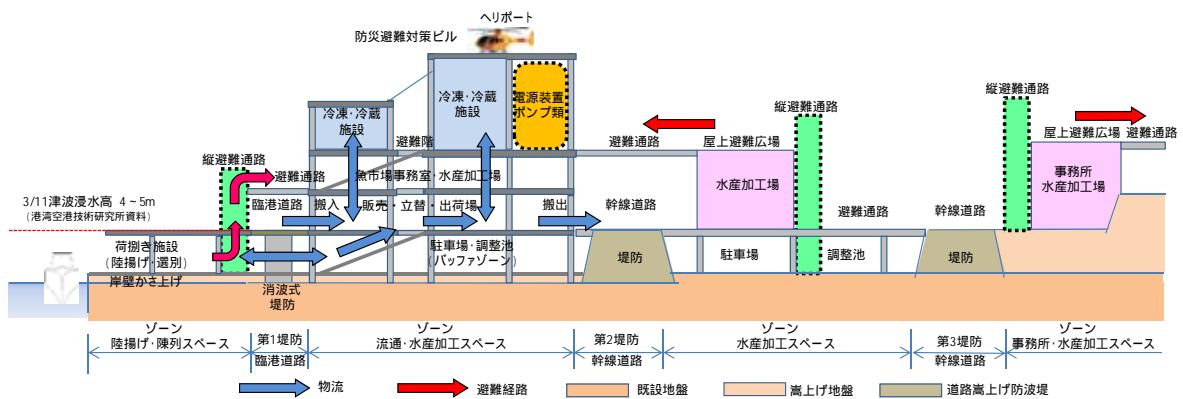 ヘリポート
防災避難対策ビル
冷凍・冷蔵
施設
電源装置
ポンプ類
冷凍・冷蔵
施設
縦避難通路
縦避難通路
避難階
避難通路
屋上避難広場
屋上避難広場
避難通路
縦避難通路
避難通路
魚市場事務室・水産加工場
水産加工場
事務所
水産加工場
3/11津波浸水高 4~5m
(港湾空港技術研究所資料)
臨港道路
搬入
販売・立替・出荷場
搬出
幹線道路
避難通路
幹線道路
荷捌き施設
(陸揚げ・選別)
岸壁かさ上げ
駐車場・調整池
(バッファゾーン)
堤防
駐車場
調整池
堤防
消波式
堤防
ゾーン
陸揚げ・陳列スペース
第1堤防
臨港道路
ゾーン
流通・水産加工スペース
第2堤防
幹線道路
ゾーン
水産加工スペース
第3堤防
幹線道路
ゾーン
事務所・水産加工スペース
物流
避難経路
既設地盤
嵩上げ地盤
道路嵩上げ防波堤